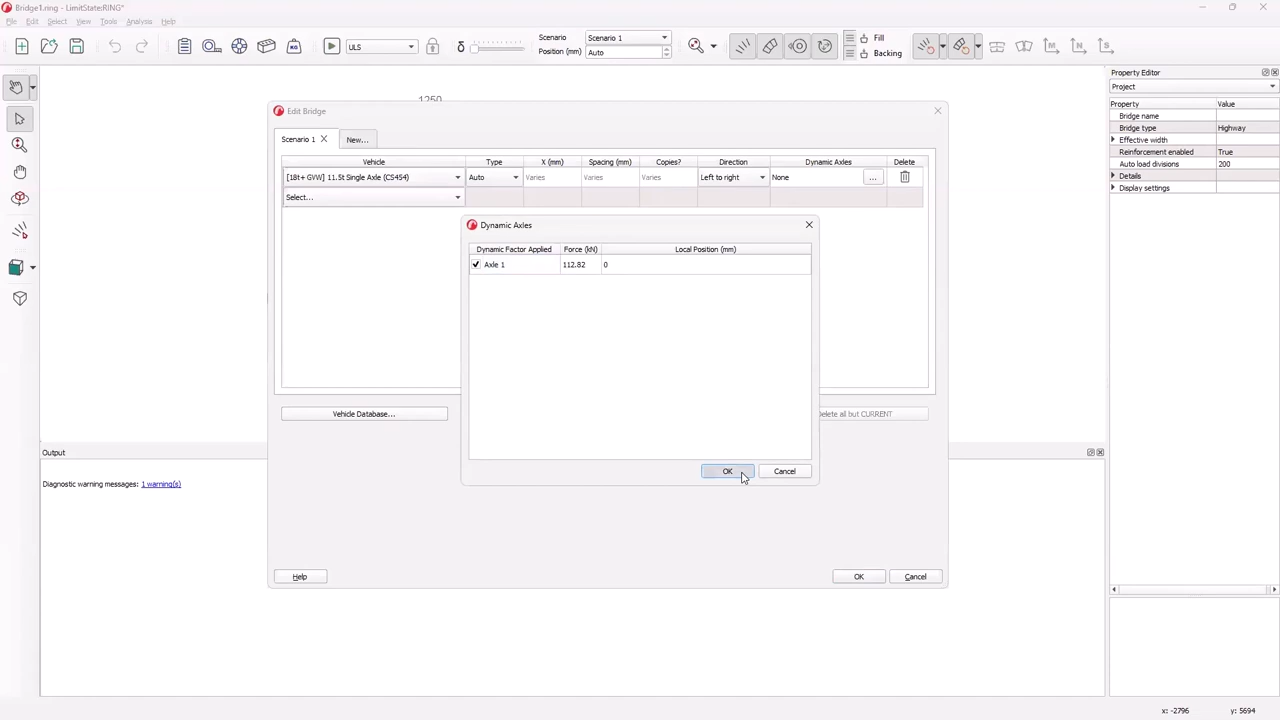 Bridge1.ring - LimitState:RING*
File Edit Select View Tools Analysis Help
ULS
δ
Scenario
Scenario 1
Position (mm)
Auto
Fill
Backing
1250
Property Editor
Project
Property Value
Bridge name
Bridge type Highway
Effective width
Reinforcement enabled True
Auto load divisions 200
Details
Display settings
Edit Bridge
Scenario 1 New...
Vehicle Type X (mm) Spacing (mm) Copies? Direction Dynamic Axles Delete
[18t+ GVW] 11.5t Single Axle (CS454) Auto Varies Varies Varies Left to right None ...
Select...
Dynamic Axles
Dynamic Factor Applied Force (kN) Local Position (mm)
Axle 1 112.82 0
OK Cancel
Vehicle Database...
Delete all but CURRENT
Help OK Cancel
Output
Diagnostic warning messages: 1 warning(s)
x: -2796 y: 5694